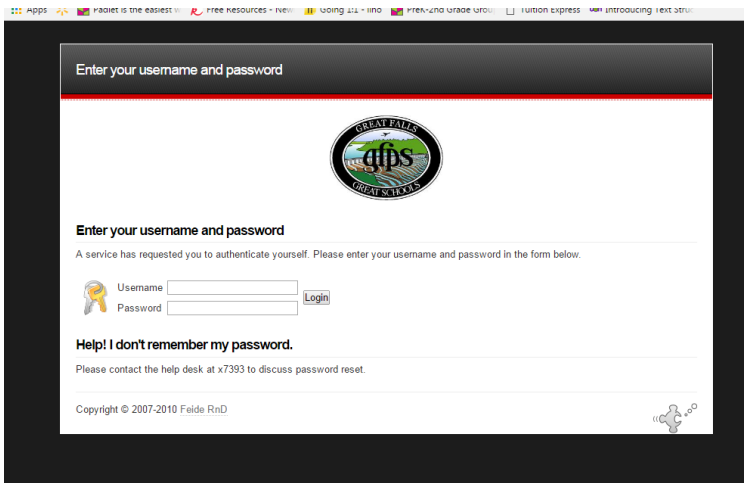 Apps Padlet is the easiest w Free Resources - New Going 1:1 - lino PreK-2nd Grade Grou Tuition Express Introducing Text Struc
Enter your username and password
GREAT FALLS
gfps
GREAT SCHOOLS
Enter your username and password
A service has requested you to authenticate yourself. Please enter your username and password in the form below.
Username
Login
Password
Help! I don't remember my password.
Please contact the help desk at x7393 to discuss password reset.
Copyright © 2007-2010 Feide RnD